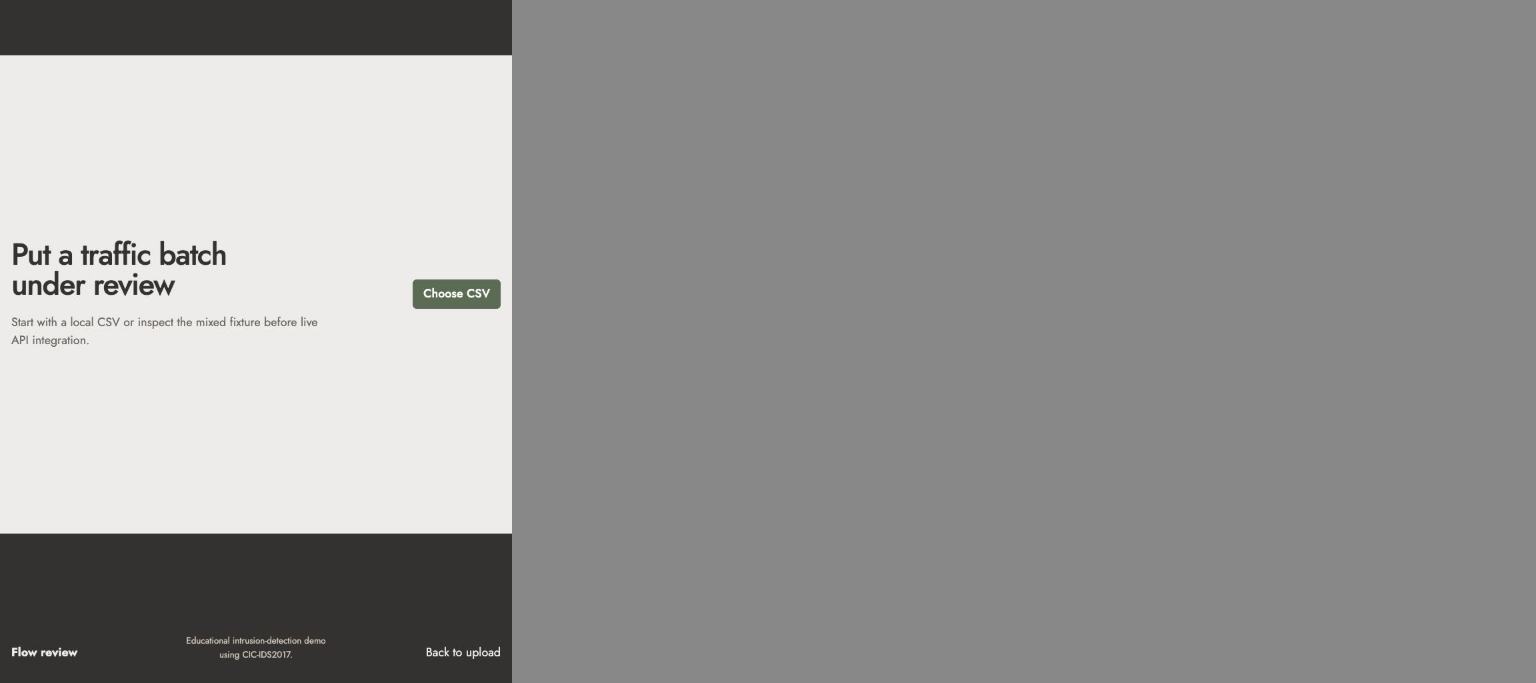 Put a traffic batch
under review
Start with a local CSV or inspect the mixed fixture before live
API integration.
Choose CSV
Flow review
Educational intrusion-detection demo
using CIC-IDS2017.
Back to upload